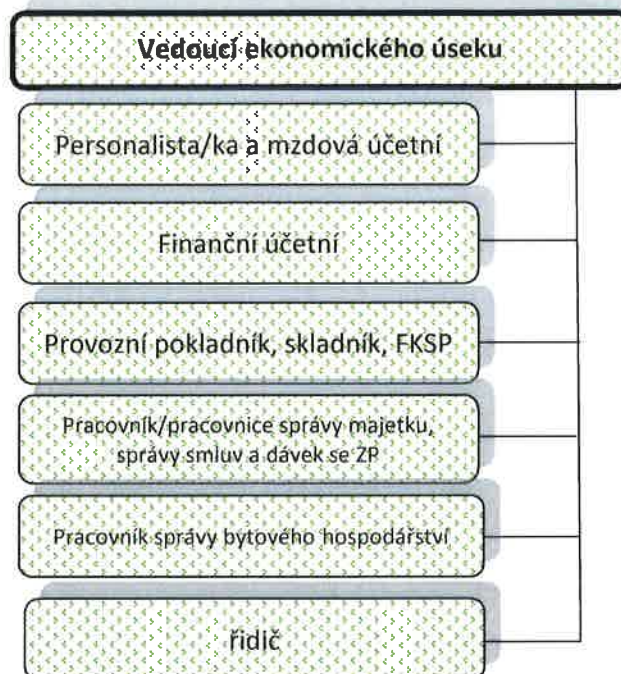 Vedoucí ekonomického úseku
Personalista/ka a mzdová účetní
Finanční účetní
Provozní pokladník, skladník, FKSP
Pracovník/pracovnice správy majetku,
správy smluv a dávek se ZP
Pracovník správy bytového hospodářství
řidič